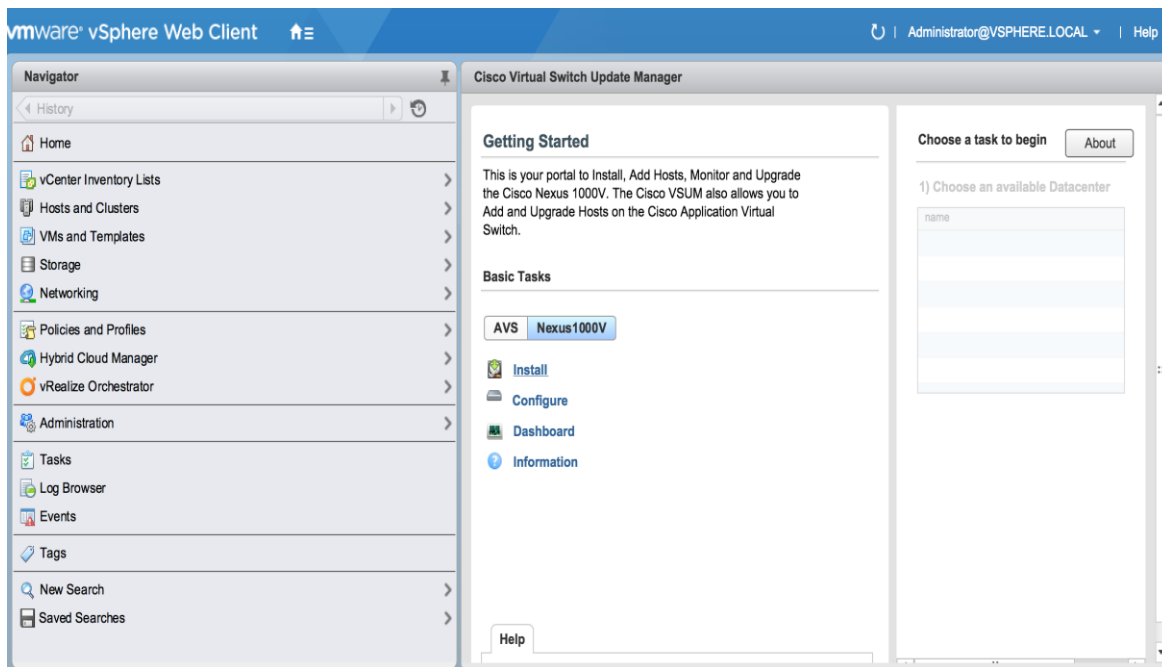 vmware® vSphere Web Client
Administrator@VSPHERE.LOCAL
Help
Navigator
History
Home
vCenter Inventory Lists
Hosts and Clusters
VMs and Templates
Storage
Networking
Policies and Profiles
Hybrid Cloud Manager
vRealize Orchestrator
Administration
Tasks
Log Browser
Events
Tags
New Search
Saved Searches
Cisco Virtual Switch Update Manager
Getting Started
This is your portal to Install, Add Hosts, Monitor and Upgrade
the Cisco Nexus 1000V. The Cisco VSUM also allows you to
Add and Upgrade Hosts on the Cisco Application Virtual
Switch.
Basic Tasks
AVS Nexus1000V
Install
Configure
Dashboard
Information
Help
Choose a task to begin
About
1) Choose an available Datacenter
name